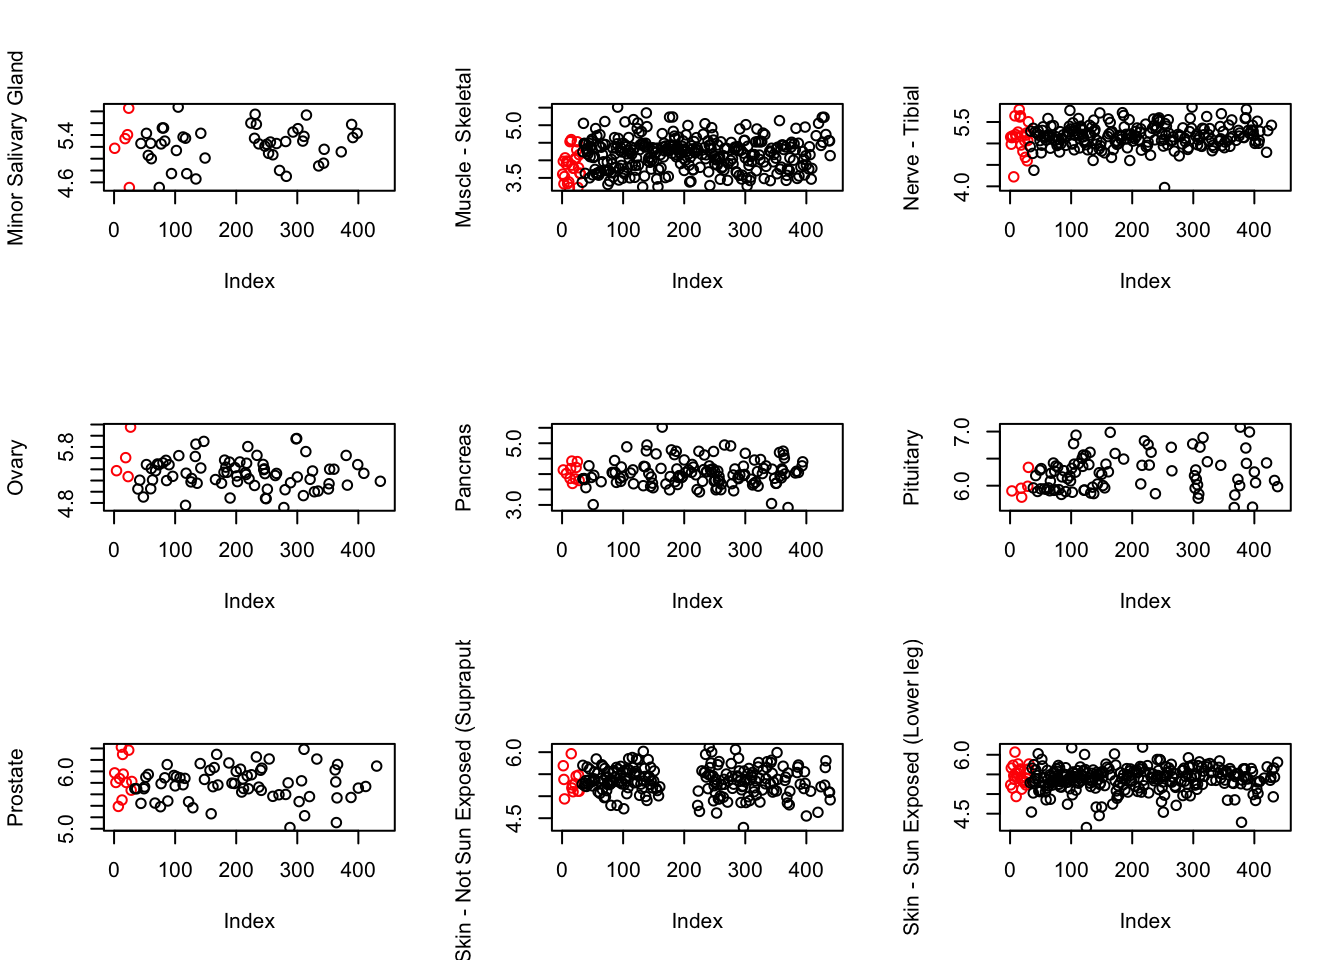 Minor Salivary Gland
4.6 5.4
0 100 200 300 400
Index
Muscle - Skeletal
3.5 5.0
0 100 200 300 400
Index
Nerve - Tibial
4.0 5.5
0 100 200 300 400
Index
Ovary
4.8 5.8
0 100 200 300 400
Index
Pancreas
3.0 5.0
0 100 200 300 400
Index
Pituitary
6.0 7.0
0 100 200 300 400
Index
Prostate
5.0 6.0
0 100 200 300 400
Index
Skin - Not Sun Exposed (Suprapub
4.5 6.0
0 100 200 300 400
Index
Skin - Sun Exposed (Lower leg)
4.5 6.0
0 100 200 300 400
Index